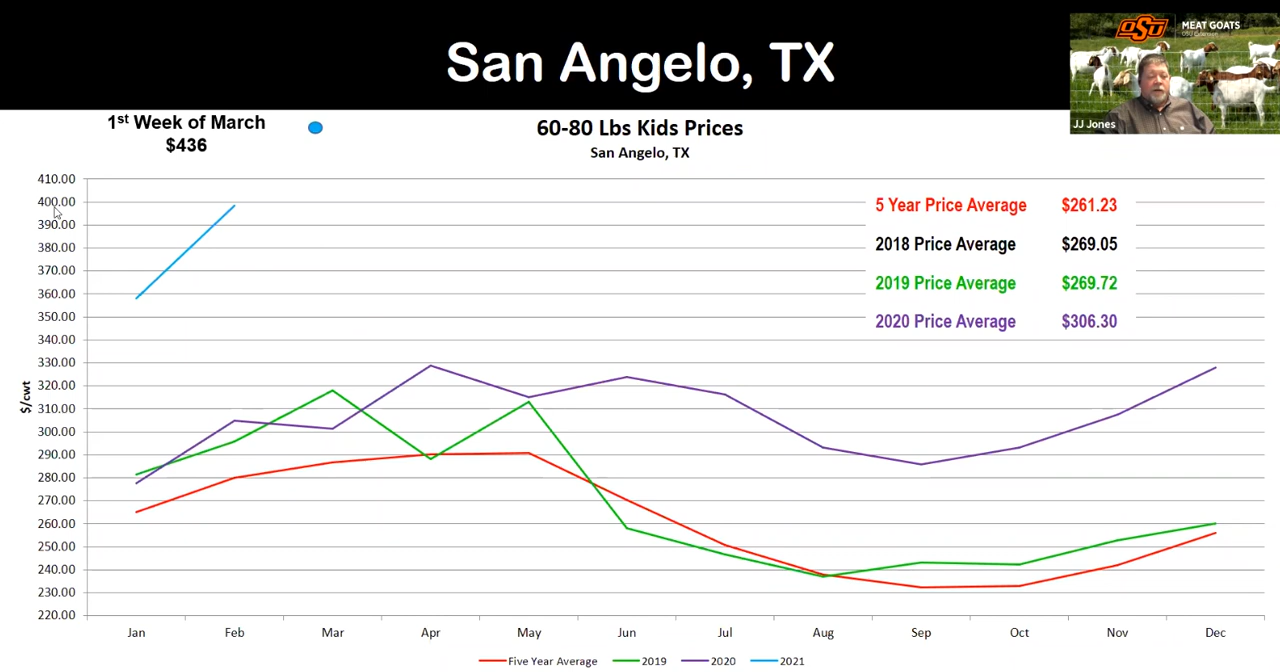 San Angelo, TX
OSU
MEAT GOATS
OSU Extension
JJ Jones
1st Week of March
$436
60-80 Lbs Kids Prices
San Angelo, TX
$/cwt
410.00
400.00
390.00
380.00
370.00
360.00
350.00
340.00
330.00
320.00
310.00
300.00
290.00
280.00
270.00
260.00
250.00
240.00
230.00
220.00
5 Year Price Average $261.23
2018 Price Average $269.05
2019 Price Average $269.72
2020 Price Average $306.30
Jan Feb Mar Apr May Jun Jul Aug Sep Oct Nov Dec
Five Year Average 2019 2020 2021